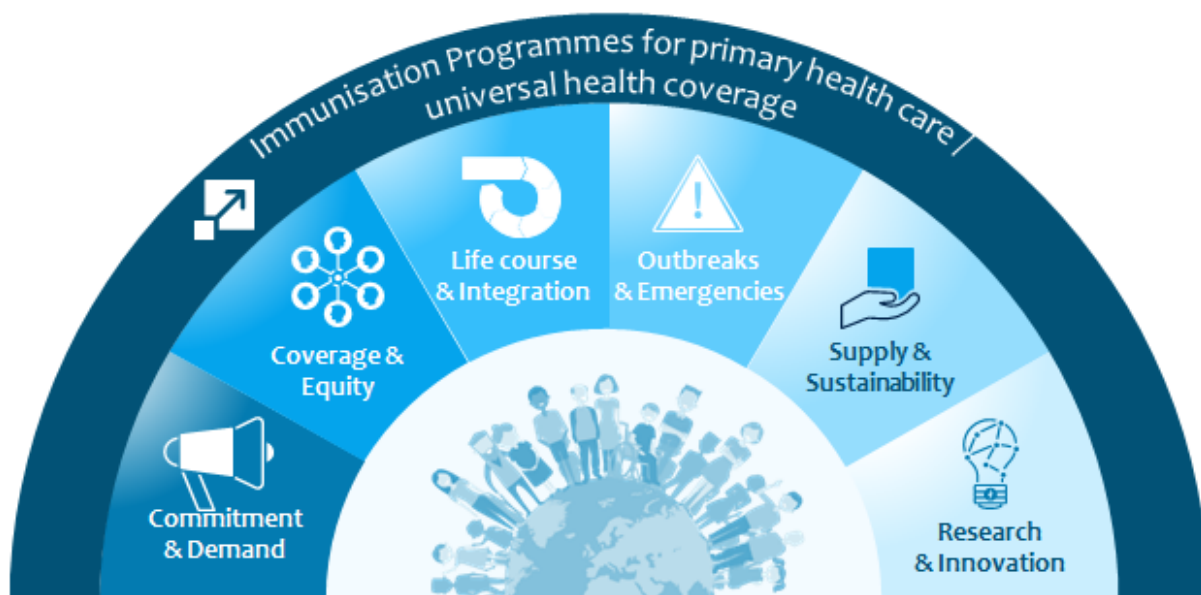 Immunisation Programmes for primary health care /
universal health coverage
Commitment
& Demand
Coverage &
Equity
Life course
& Integration
Outbreaks
& Emergencies
Supply &
Sustainability
Research
& Innovation